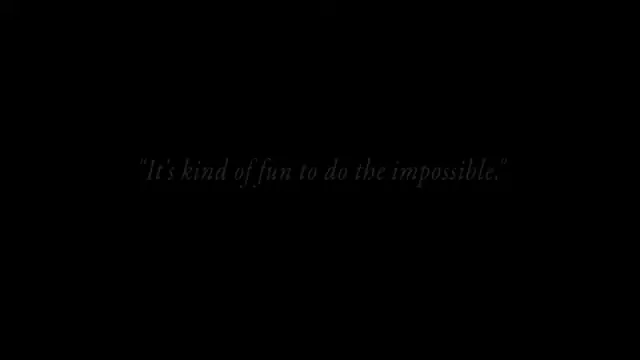 "It's kind of fun to do the impossible."